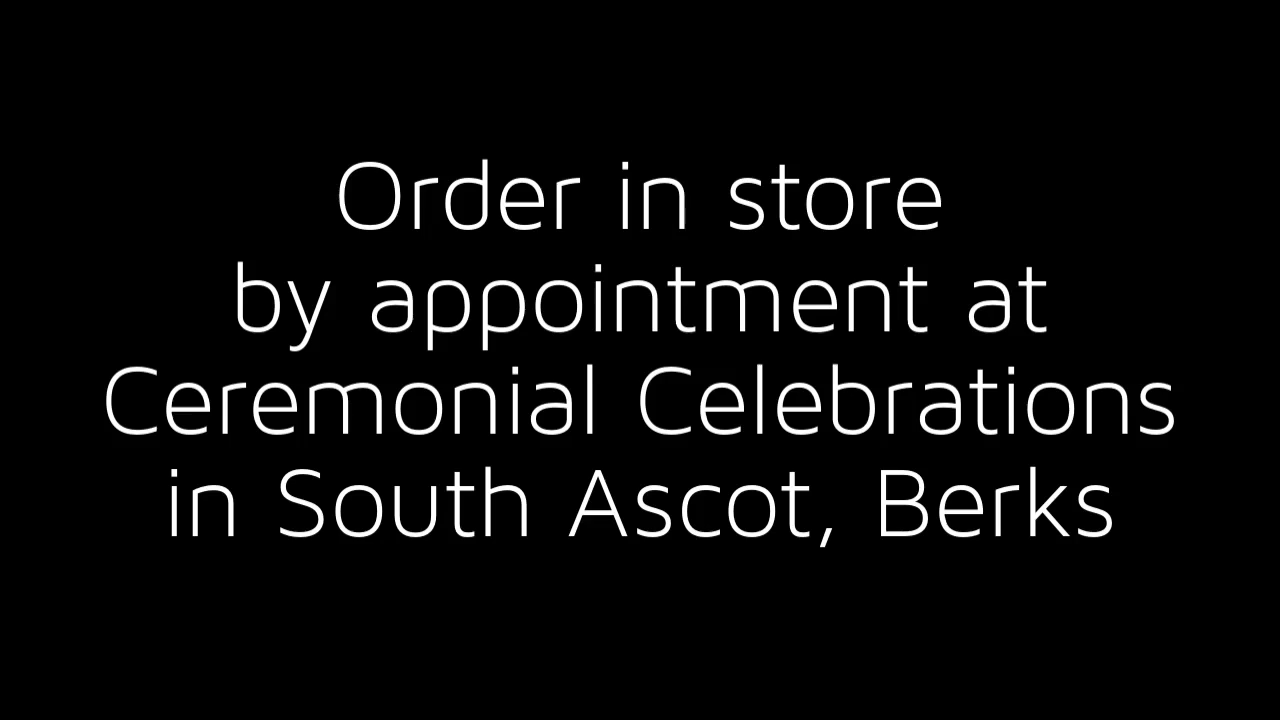 Order in store
by appointment at
Ceremonial Celebrations
in South Ascot, Berks